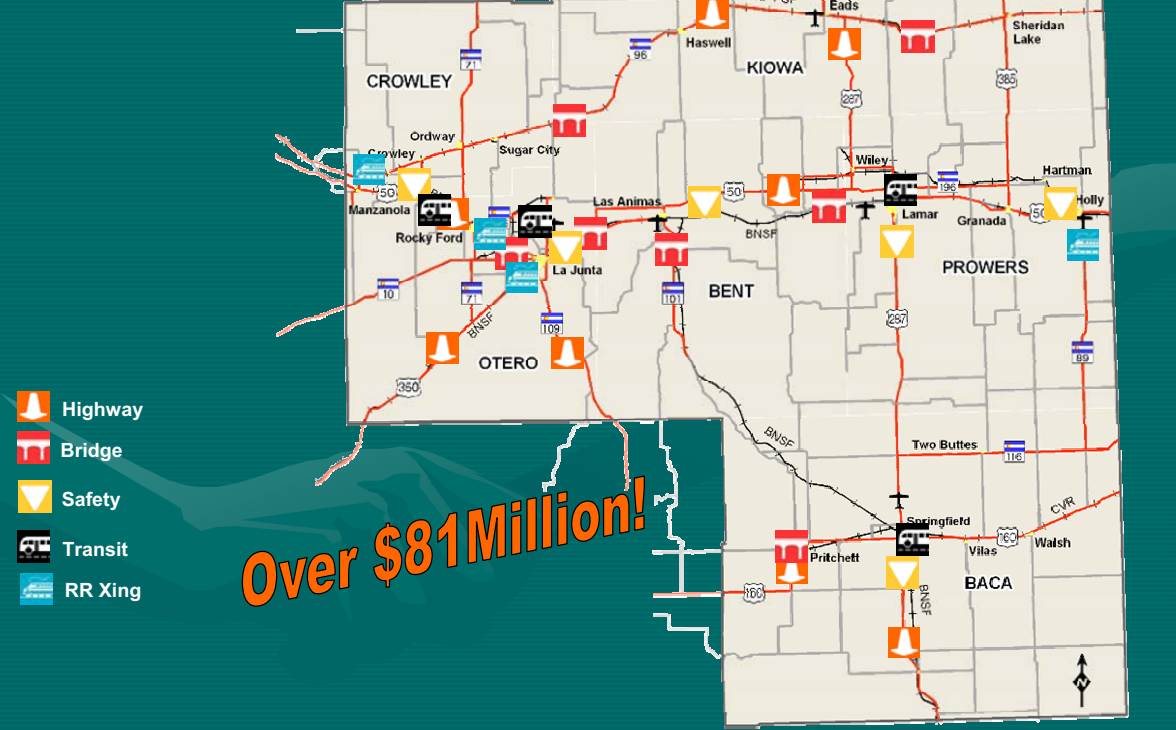 Eads
Haswell
Sheridan
Lake
96
71
KIOWA
385
CROWLEY
287
Ordway
Sugar City
Crowley
Wiley
Hartman
196
50
50
Las Animas
Manzanola
Lamar
Granada
50
Holly
Rocky Ford
BNSF
La Junta
PROWERS
10
71
BNSF
109
101
BENT
287
89
OTERO
350
Highway
Bridge
Safety
Transit
RR Xing
Two Buttes
116
BNSF
Over $81Million!
Springfield
CVR
160
Pritchett
Vilas
Walsh
BACA
160
BNSF
N